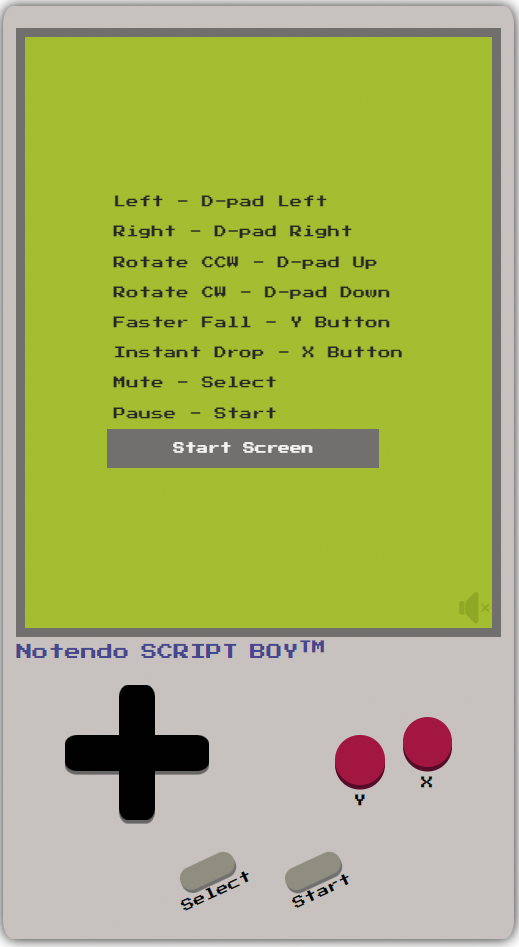 Left - D-pad Left
Right - D-pad Right
Rotate CCW - D-pad Up
Rotate CW - D-pad Down
Faster Fall - Y Button
Instant Drop - X Button
Mute - Select
Pause - Start
Start Screen
Notendo SCRIPT BOY™
Y
X
Select
Start